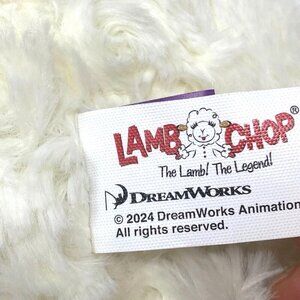 LAMB CHOP®
The Lamb! The Legend!
DREAMWORKS
© 2024 DreamWorks Animation
All rights reserved.